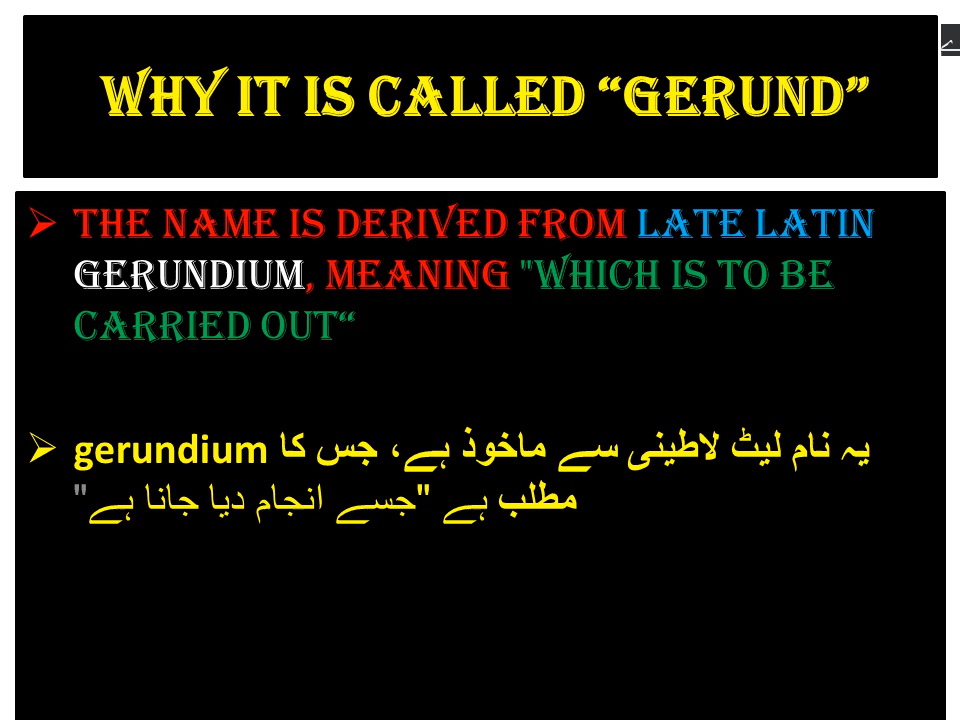 WHY IT IS CALLED “GERUND”
THE NAME IS DERIVED FROM LATE LATIN
GERUNDIUM, MEANING "WHICH IS TO BE
CARRIED OUT“
gerundium یہ نام لیٹ لاطینی سے ماخوذ ہے، جس کا
مطلب ہے "جسے انجام دیا جانا ہے"